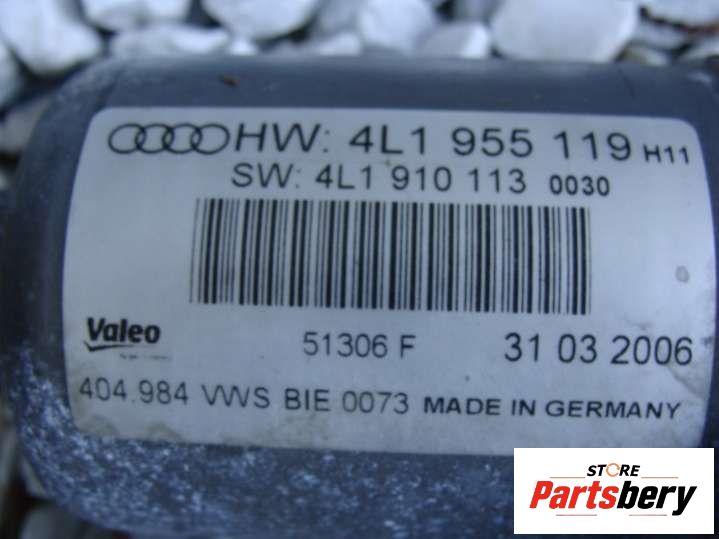 HW: 4L1 955 119 H11
SW: 4L1 910 113 0030
Valeo
51306 F 31 03 2006
404.984 VWS BIE 0073 MADE IN GERMANY
STORE
Partsbery